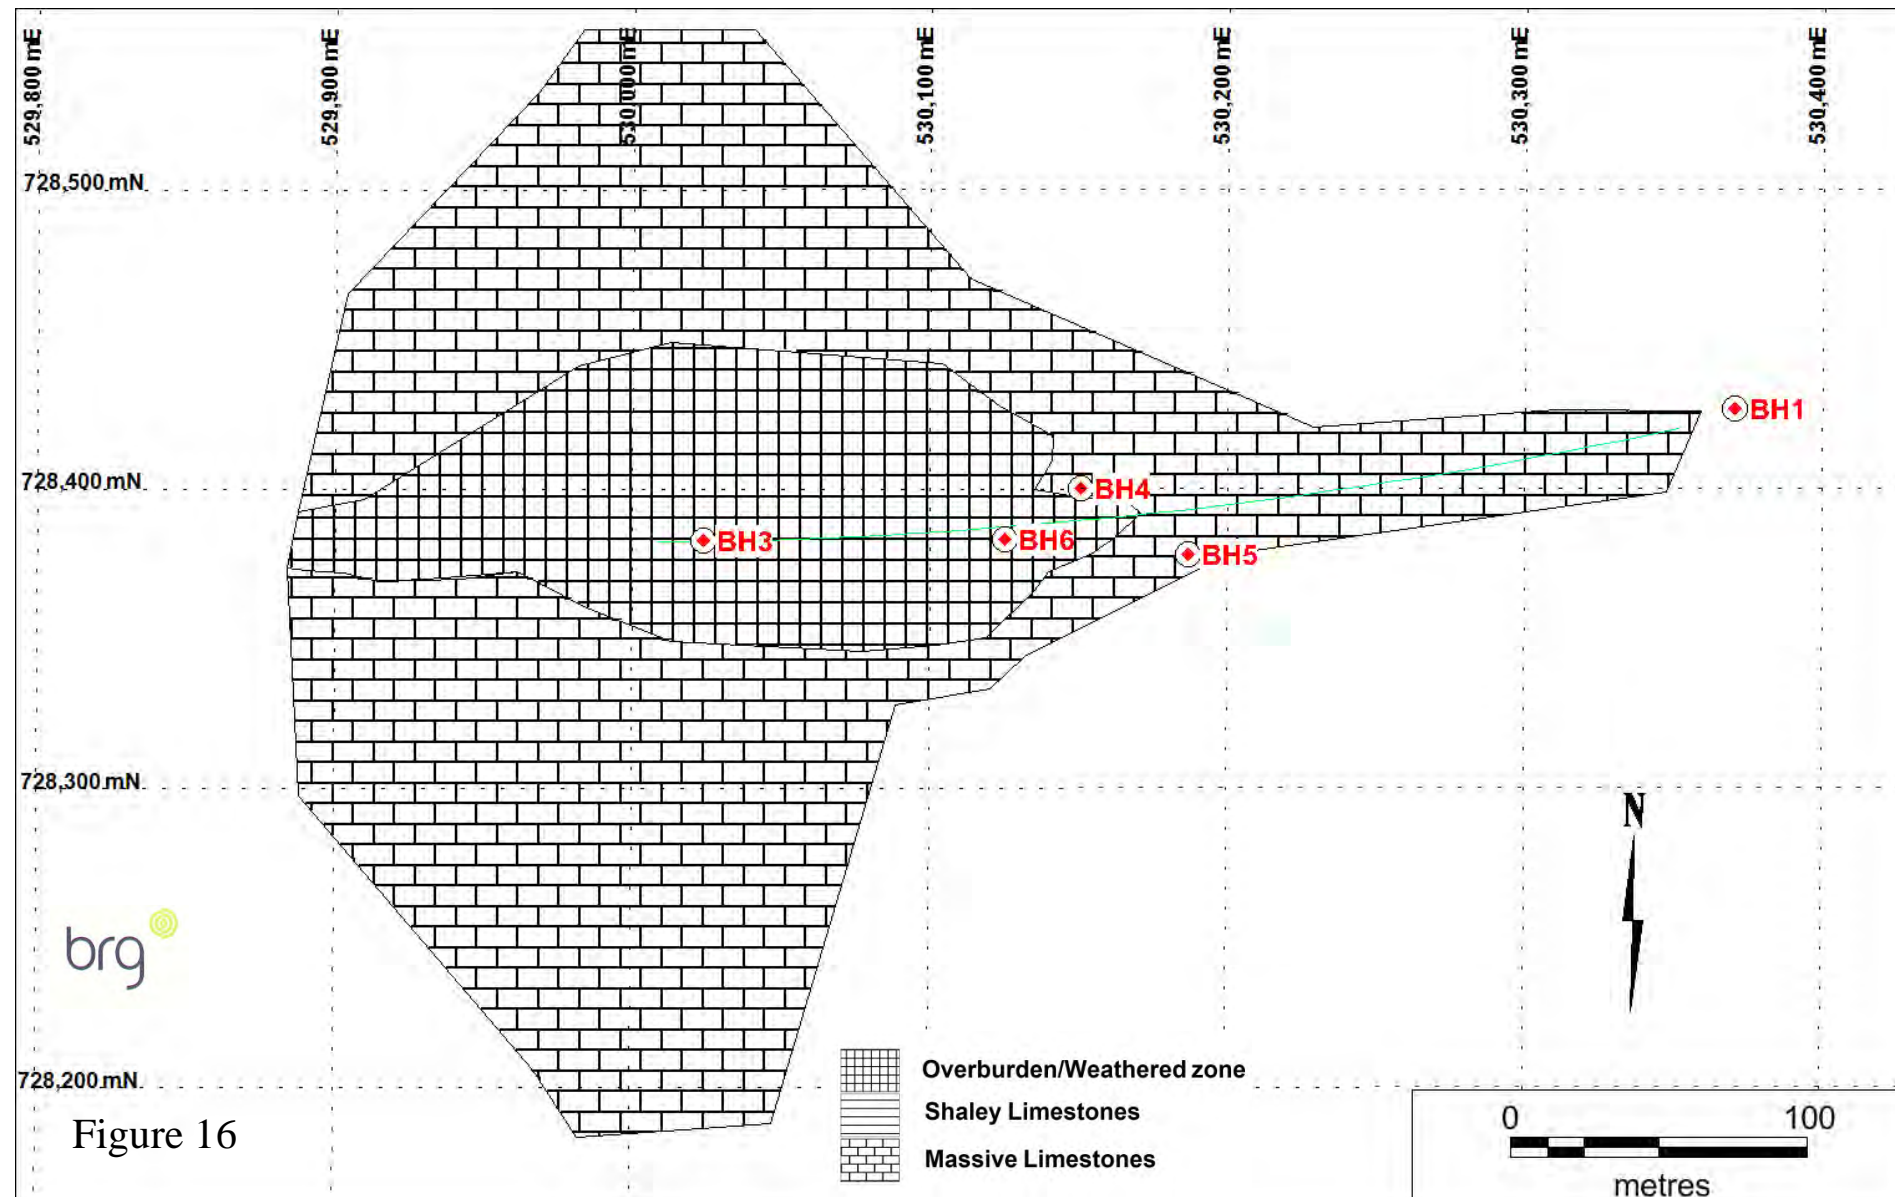 529,800 mE
529,900 mE
530,000 mE
530,100 mE
530,200 mE
530,300 mE
530,400 mE
728,500 mN
BH1
728,400 mN
BH4
BH3
BH6
BH5
728,300 mN
N
brg
728,200 mN
Overburden/Weathered zone
Shaley Limestones
Massive Limestones
Figure 16
0 100
metres